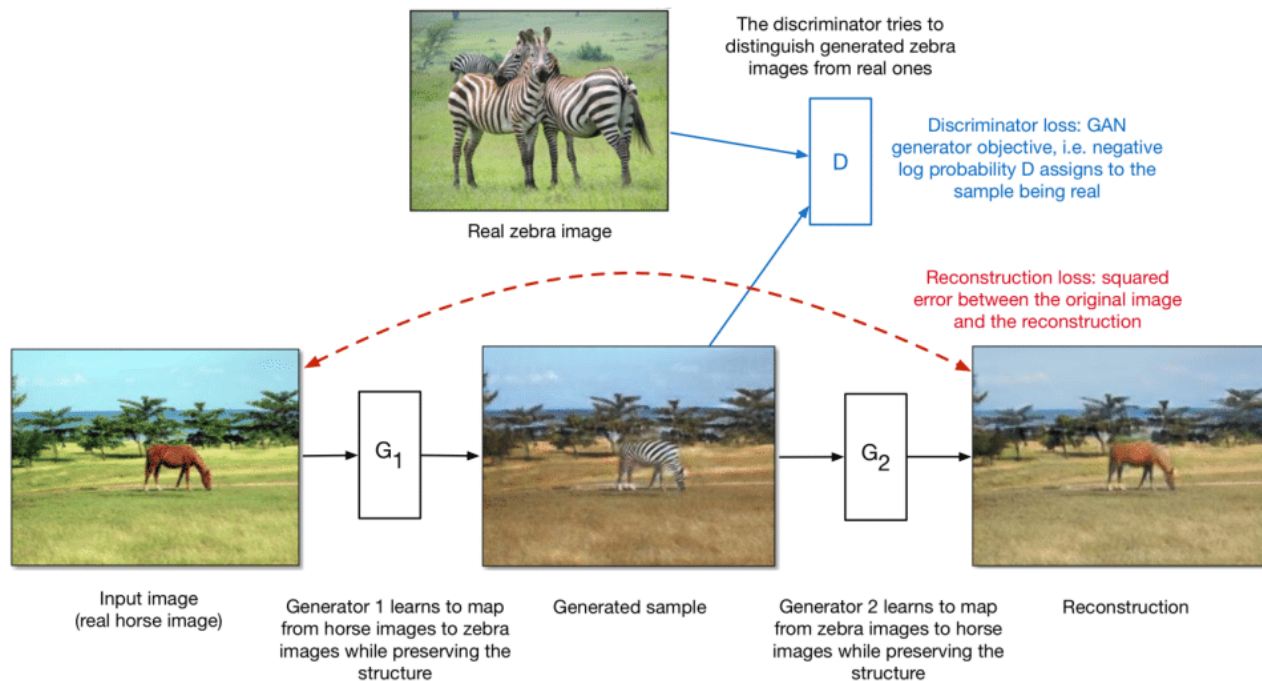 The discriminator tries to
distinguish generated zebra
images from real ones
D
Discriminator loss: GAN
generator objective, i.e. negative
log probability D assigns to the
sample being real
Real zebra image
Reconstruction loss: squared
error between the original image
and the reconstruction
G1
G2
Input image
(real horse image)
Generator 1 learns to map
from horse images to zebra
images while preserving the
structure
Generated sample
Generator 2 learns to map
from zebra images to horse
images while preserving the
structure
Reconstruction